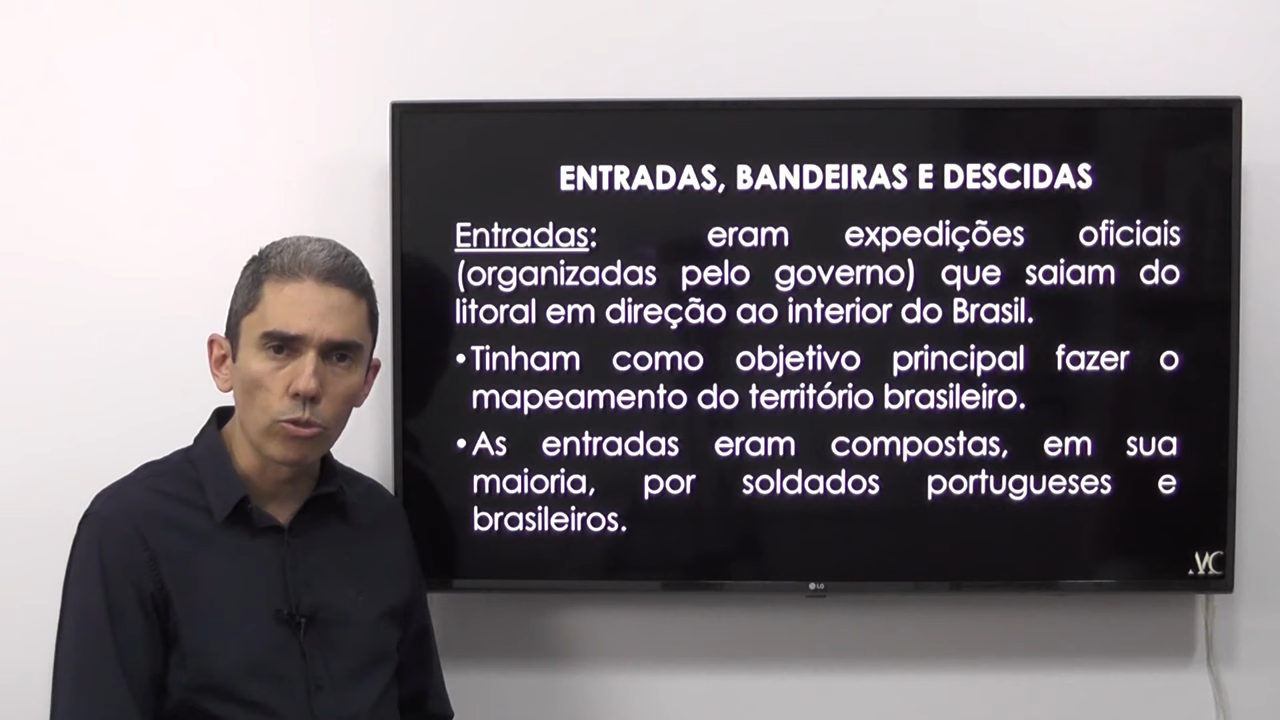 ENTRADAS, BANDEIRAS E DESCIDAS
Entradas: eram expedições oficiais
(organizadas pelo governo) que saiam do
litoral em direção ao interior do Brasil.
•Tinham como objetivo principal fazer o
mapeamento do território brasileiro.
•As entradas eram compostas, em sua
maioria, por soldados portugueses e
brasileiros.
LG